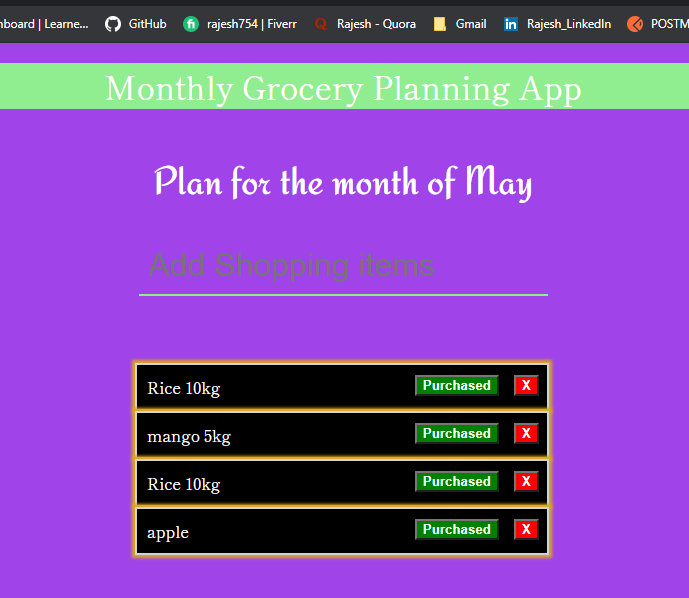 nboard | Learne... GitHub rajesh754 | Fiverr Rajesh - Quora Gmail Rajesh_LinkedIn POSTM
Monthly Grocery Planning App
Plan for the month of May
Add Shopping items
Rice 10kg Purchased X
mango 5kg Purchased X
Rice 10kg Purchased X
apple Purchased X